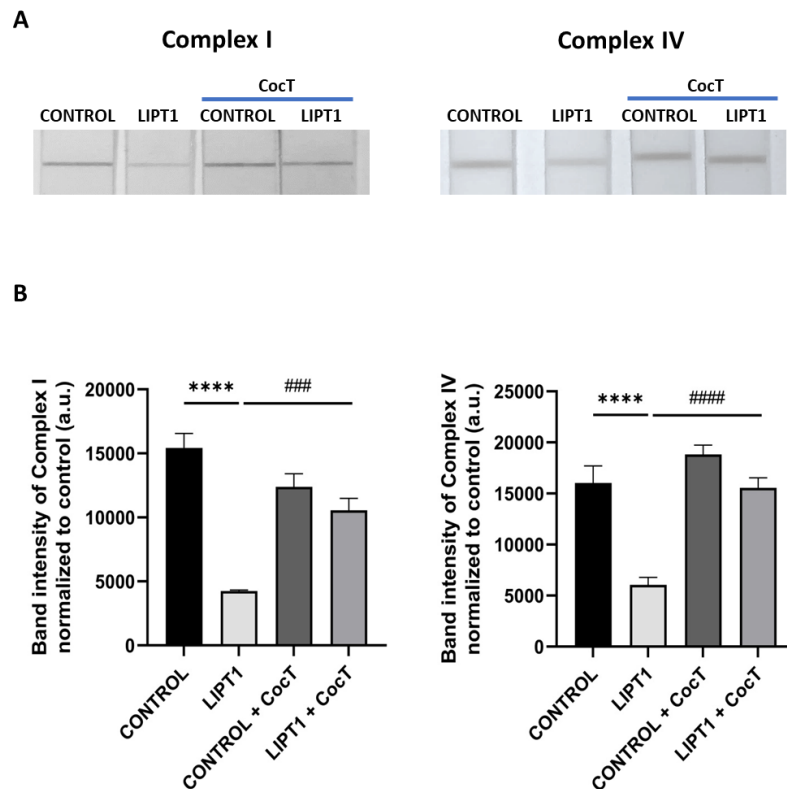 A
Complex I
Complex IV
CocT
CONTROL LIPT1 CONTROL LIPT1
CocT
CONTROL LIPT1 CONTROL LIPT1
B
Band intensity of Complex I
normalized to control (a.u.)
20000
15000
10000
5000
0
**** ###
CONTROL
LIPT1
CONTROL + CocT
LIPT1 + CocT
Band intensity of Complex IV
normalized to control (a.u.)
25000
20000
15000
10000
5000
0
**** ####
CONTROL
LIPT1
CONTROL + CocT
LIPT1 + CocT